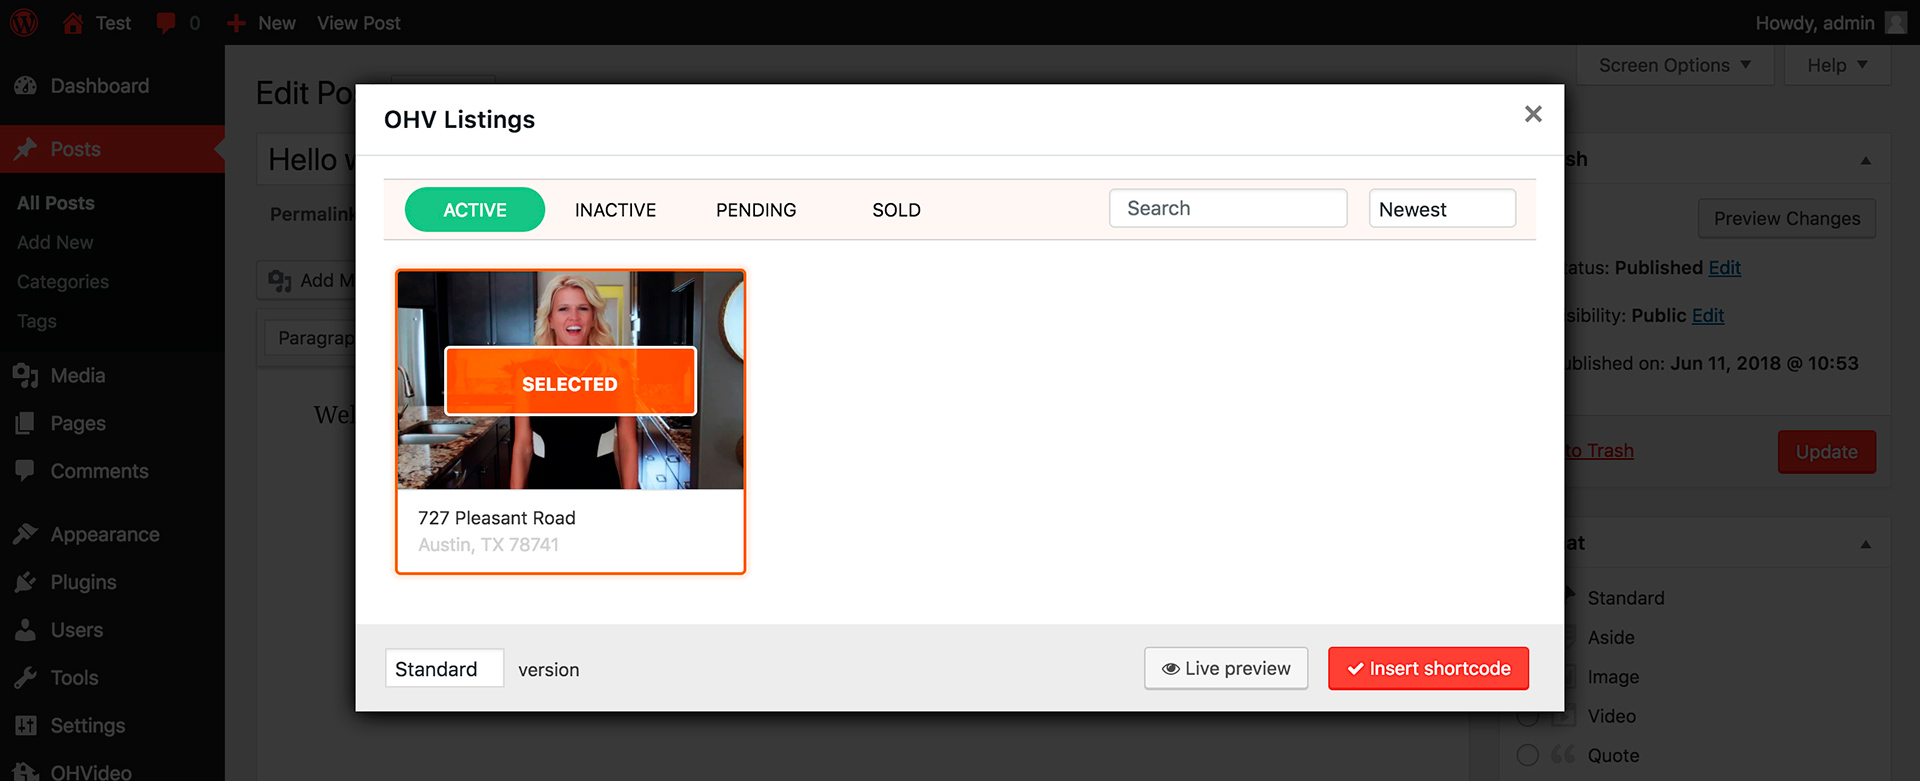 Test 0 New View Post Howdy, admin
Dashboard
Posts
All Posts
Add New
Categories
Tags
Media
Pages
Comments
Appearance
Plugins
Users
Tools
Settings
OHVideo
Screen Options Help
Edit Po
Hello
Permalink
Add M
Paragrap
Wel
OHV Listings
ACTIVE INACTIVE PENDING SOLD Search Newest
SELECTED
727 Pleasant Road
Austin, TX 78741
Standard version Live preview Insert shortcode
sh
Preview Changes
atus: Published Edit
sibility: Public Edit
ublished on: Jun 11, 2018 @ 10:53
to Trash Update
at
Standard
Aside
Image
Video
Quote